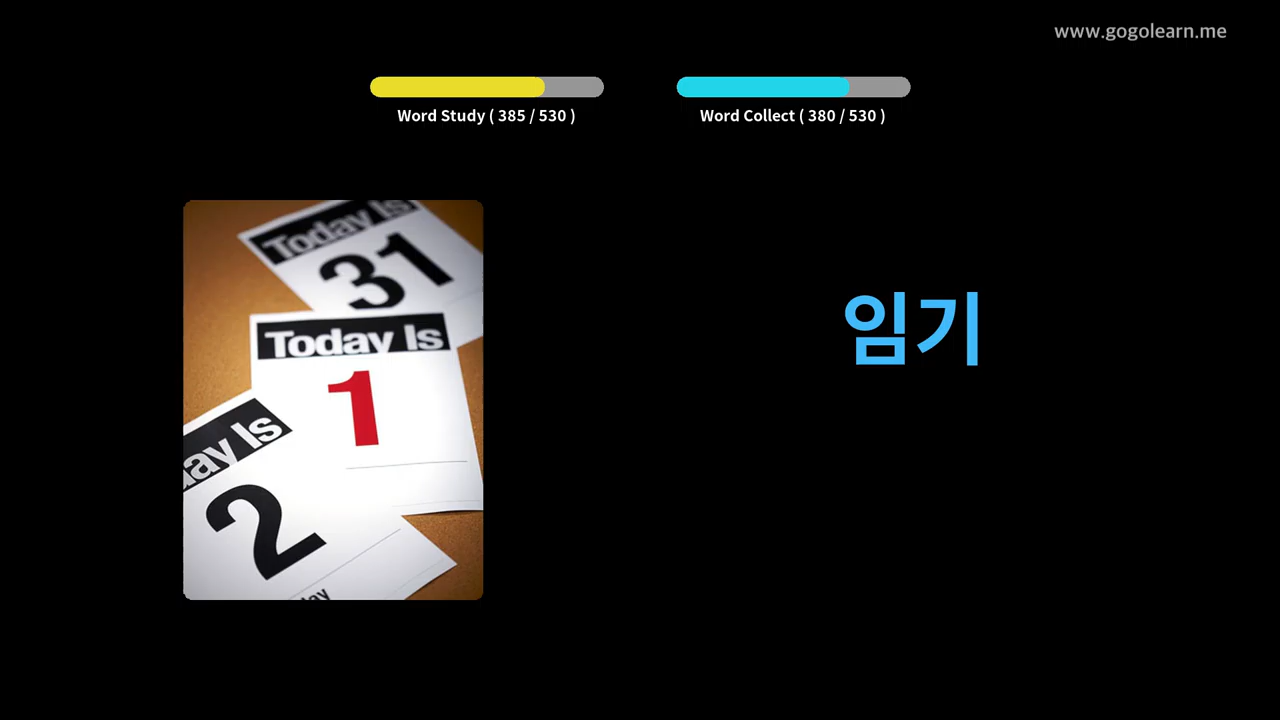 www.gogolearn.me
Word Study ( 385 / 530 )
Word Collect ( 380 / 530 )
Today Is
31
Today Is
1
ay Is
2
ay
임기